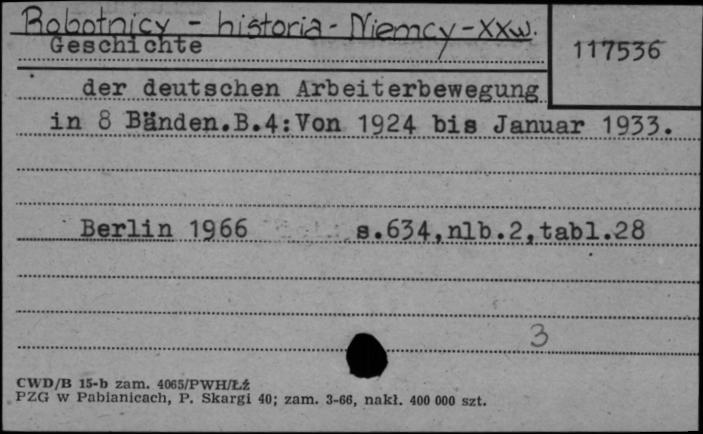 Robotnicy - historia - Niemcy - XXw.
Geschichte
117536
der deutschen Arbeiterbewegung
in 8 Bänden.B.4:Von 1924 bis Januar 1933.
Berlin 1966 s.634,nlb.2,tabl.28
3
CWD/B 15-b zam. 4065/PWH/Łź
PZG w Pabianicach, P. Skargi 40; zam. 3-66, nakł. 400 000 szt.